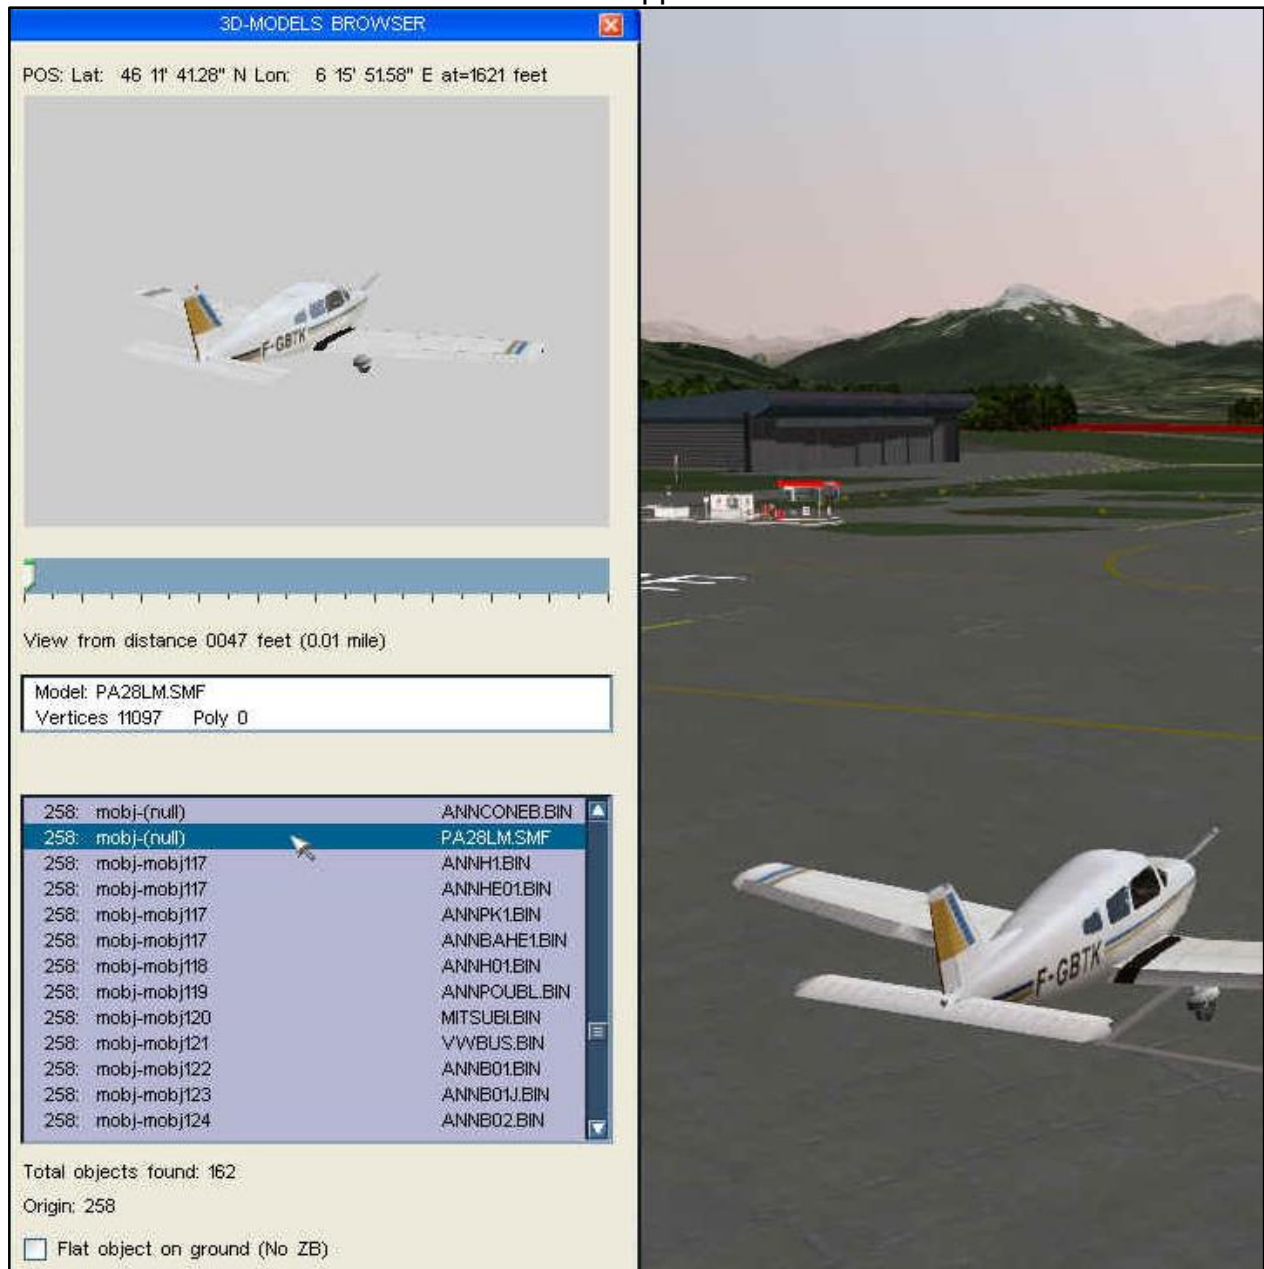 3D-MODELS BROWSER
POS: Lat: 46 11' 41.28" N Lon: 6 15' 51.58" E at=1621 feet
F-GBTK
View from distance 0047 feet (0.01 mile)
Model: PA28LM.SMF
Vertices 11097 Poly 0
258: mobj-(null) ANNCONEB.BIN
258: mobj-(null) PA28LM.SMF
258: mobj-mobj117 ANNH1.BIN
258: mobj-mobj117 ANNHE01.BIN
258: mobj-mobj117 ANNPK1.BIN
258: mobj-mobj117 ANNBAHE1.BIN
258: mobj-mobj118 ANNH01.BIN
258: mobj-mobj119 ANNPOUBL.BIN
258: mobj-mobj120 MITSUBI.BIN
258: mobj-mobj121 VWBUS.BIN
258: mobj-mobj122 ANNB01.BIN
258: mobj-mobj123 ANNB01J.BIN
258: mobj-mobj124 ANNB02.BIN
Total objects found: 162
Origin: 258
Flat object on ground (No ZB)
F-GBTK